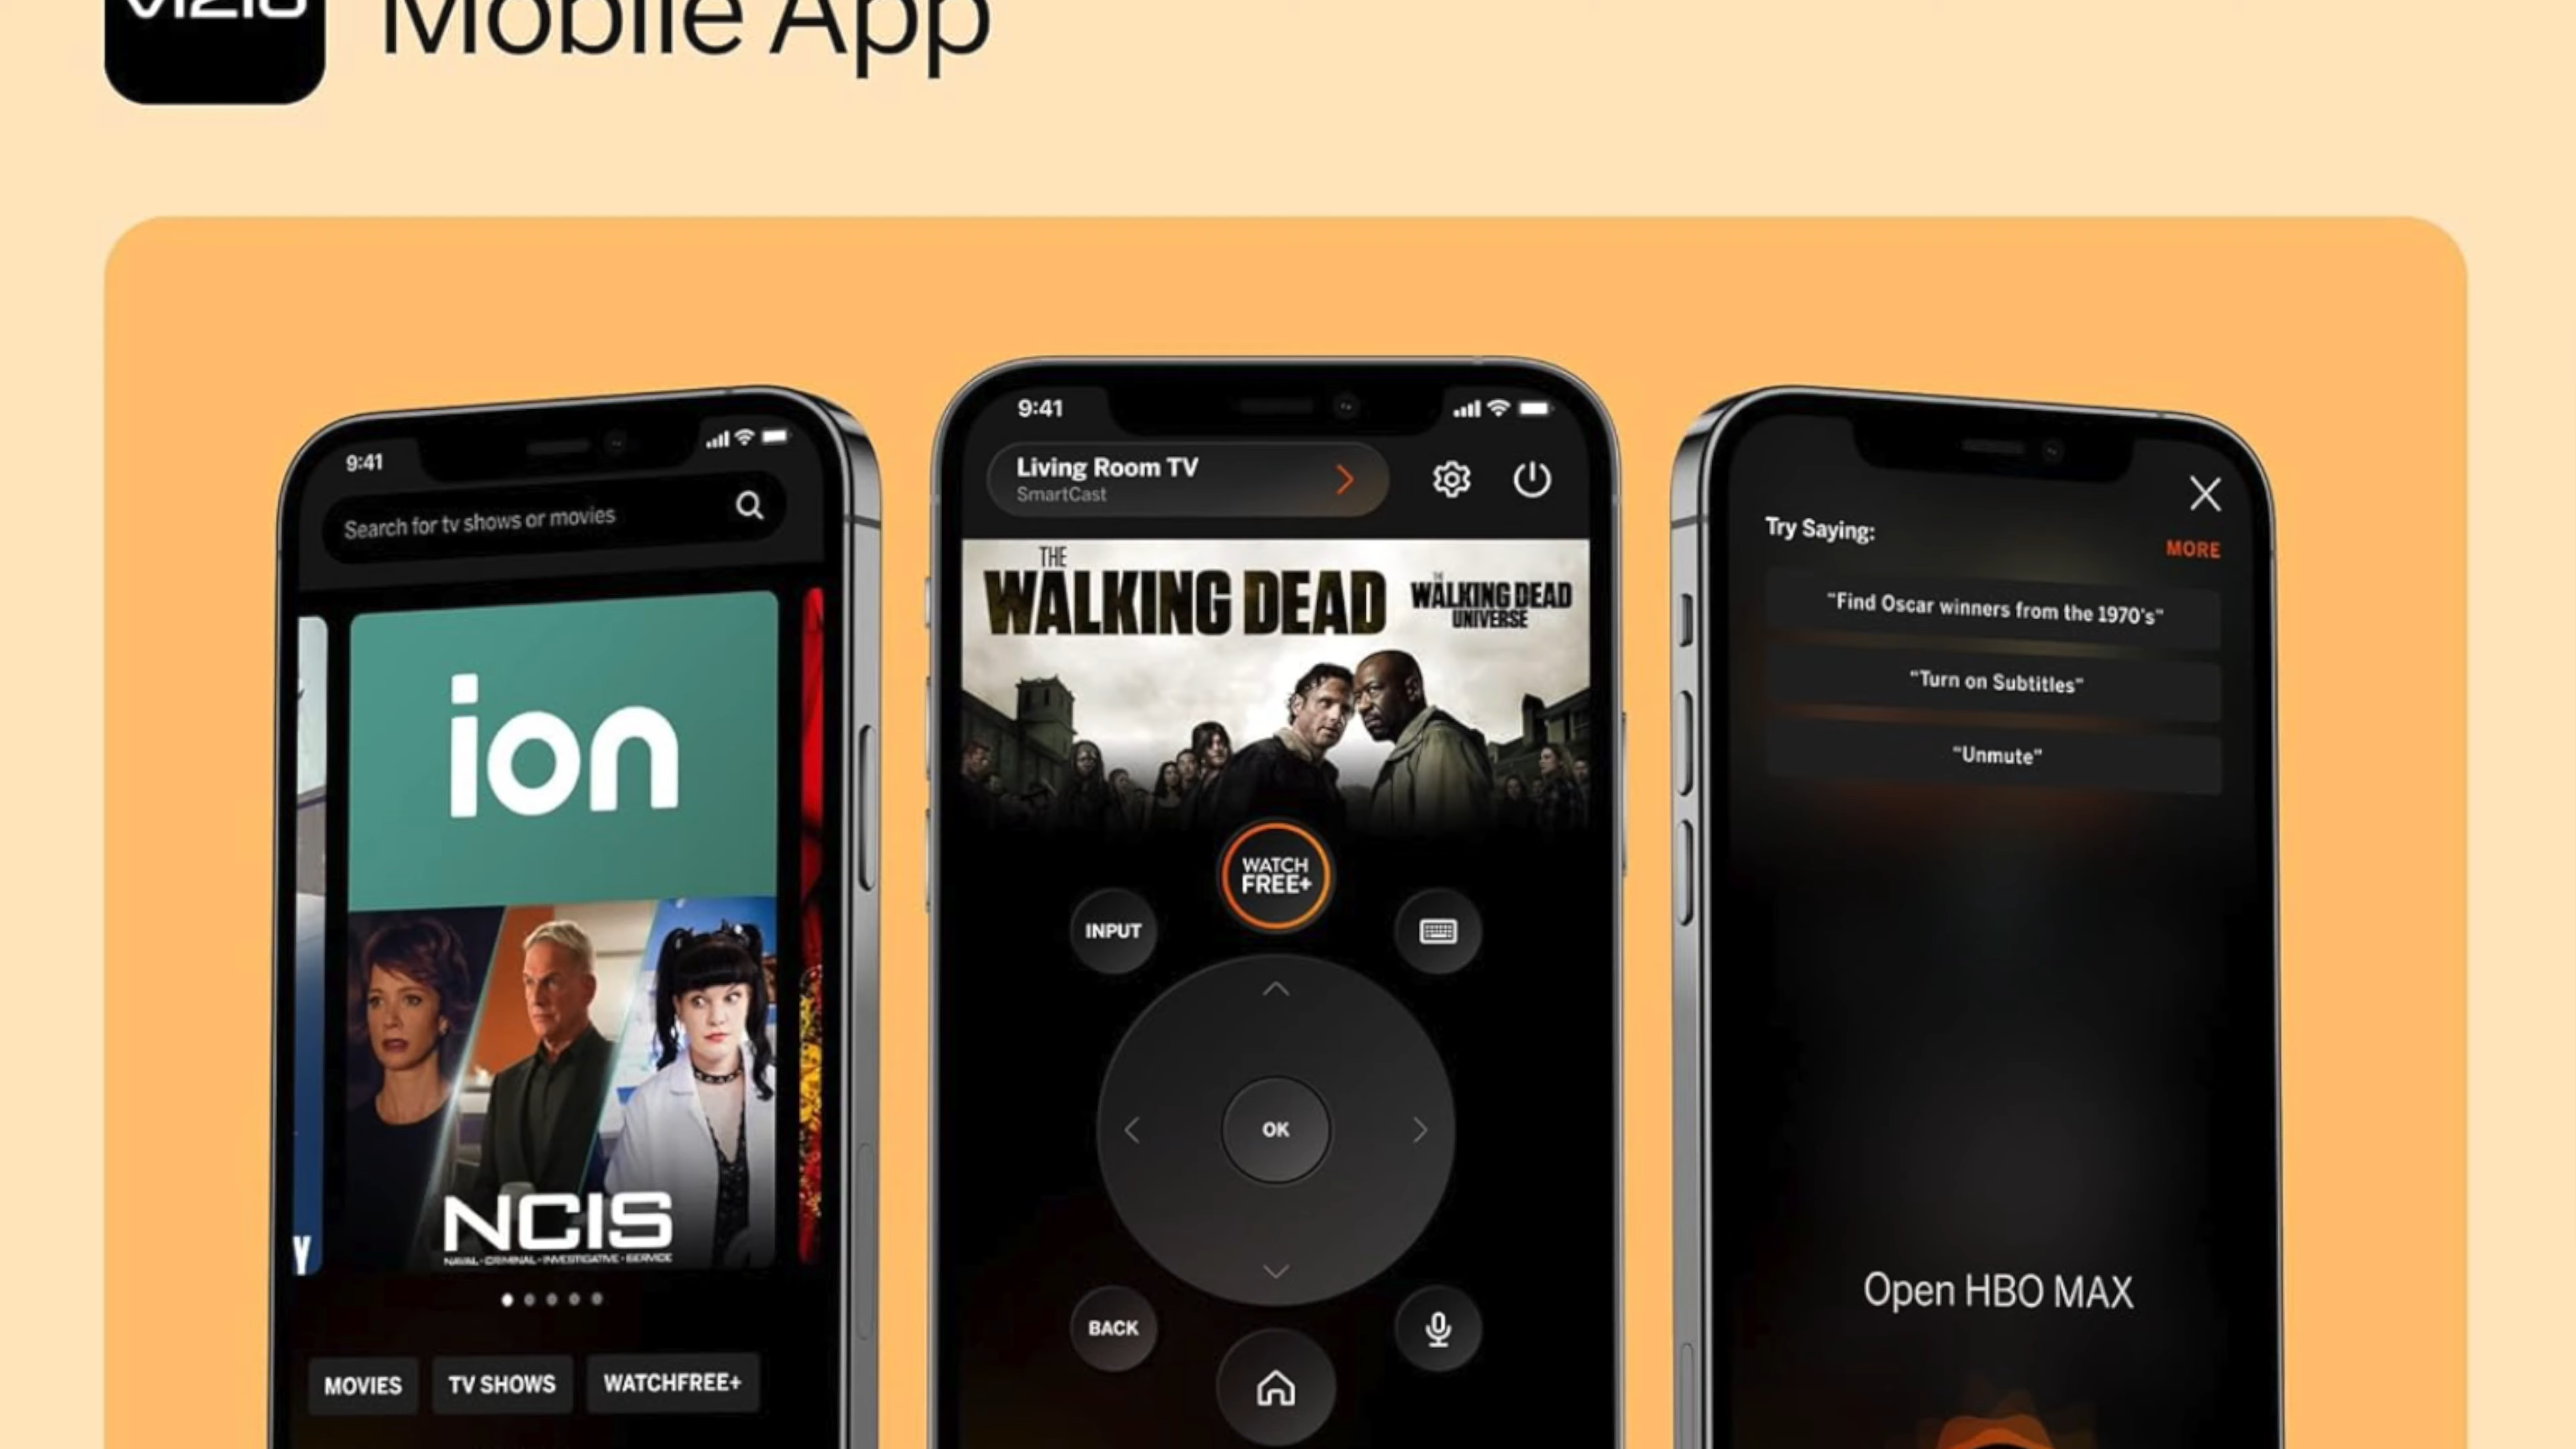 VIZIO
Mobile App
9:41
Search for tv shows or movies
ion
NCIS
NAVAL · CRIMINAL · INVESTIGATIVE · SERVICE
Y
MOVIES
TV SHOWS
WATCHFREE+
9:41
Living Room TV
SmartCast
THE
WALKING DEAD
THE
WALKING DEAD
UNIVERSE
WATCH
FREE+
INPUT
OK
BACK
Try Saying:
MORE
"Find Oscar winners from the 1970's"
"Turn on Subtitles"
"Unmute"
Open HBO MAX